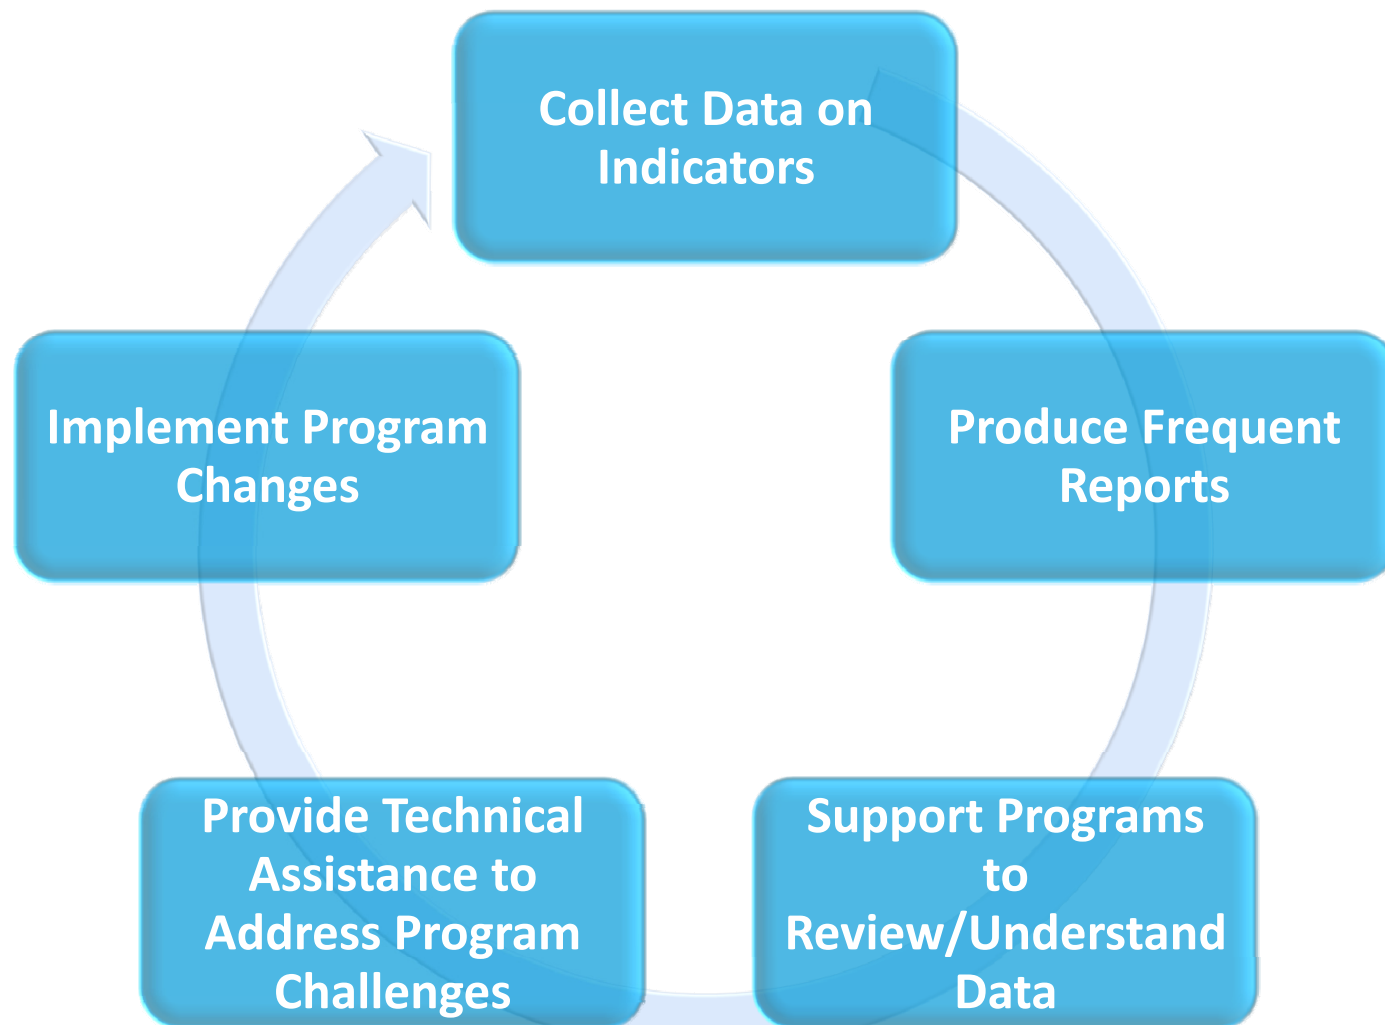 Collect Data on
Indicators
Produce Frequent
Reports
Support Programs
to
Review/Understand
Data
Provide Technical
Assistance to
Address Program
Challenges
Implement Program
Changes